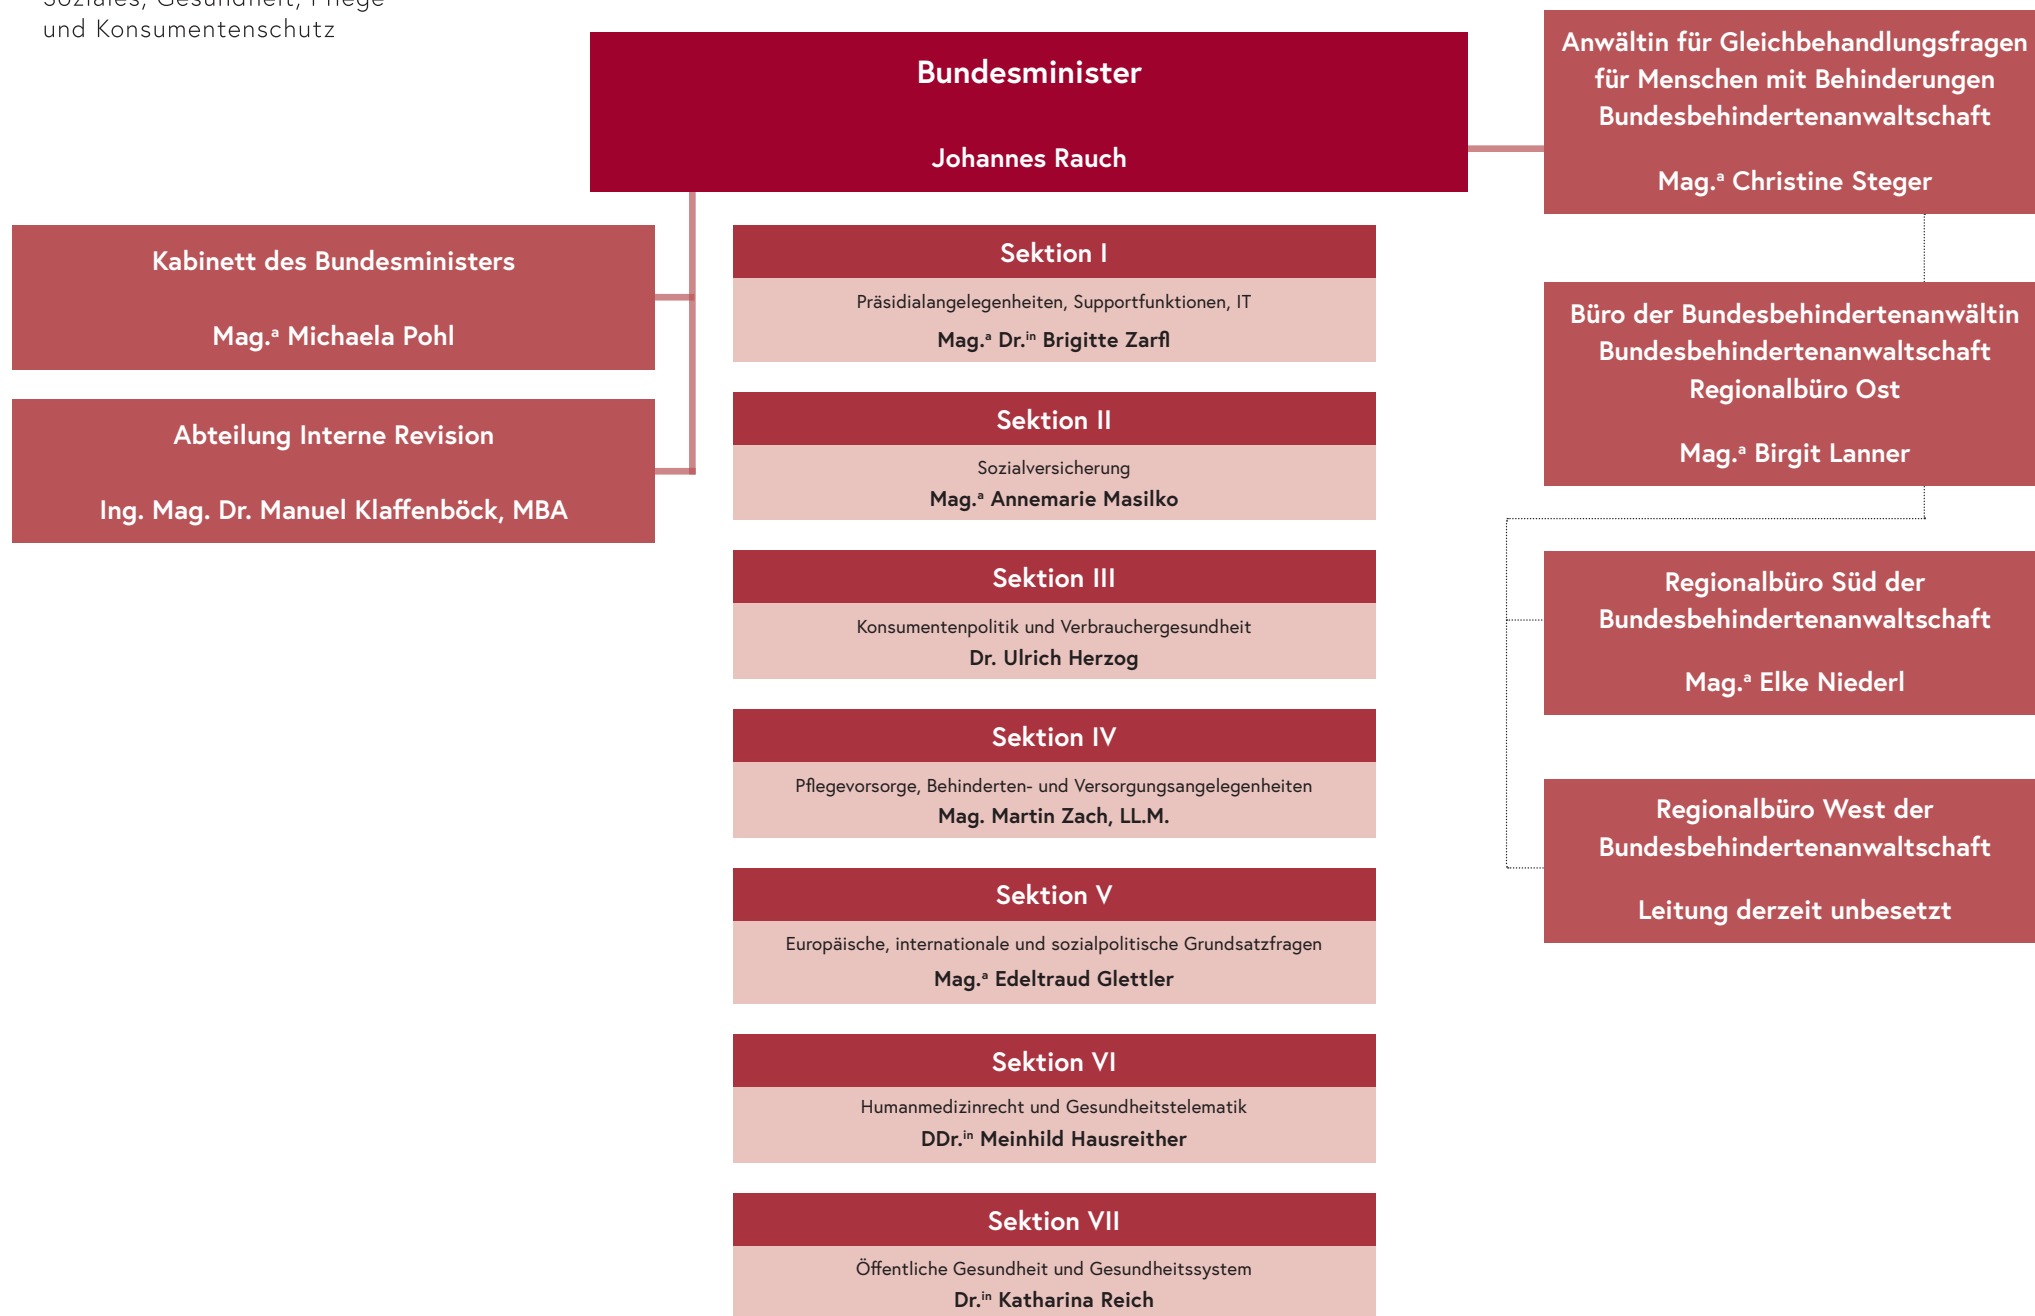 Soziales, Gesundheit, Pflege
und Konsumentenschutz
Bundesminister
Johannes Rauch
Anwältin für Gleichbehandlungsfragen
für Menschen mit Behinderungen
Bundesbehindertenanwaltschaft
Mag.ᵃ Christine Steger
Kabinett des Bundesministers
Mag.ᵃ Michaela Pohl
Abteilung Interne Revision
Ing. Mag. Dr. Manuel Klaffenböck, MBA
Sektion I
Präsidialangelegenheiten, Supportfunktionen, IT
Mag.ᵃ Dr.ⁱⁿ Brigitte Zarfl
Sektion II
Sozialversicherung
Mag.ᵃ Annemarie Masilko
Sektion III
Konsumentenpolitik und Verbrauchergesundheit
Dr. Ulrich Herzog
Sektion IV
Pflegevorsorge, Behinderten- und Versorgungsangelegenheiten
Mag. Martin Zach, LL.M.
Sektion V
Europäische, internationale und sozialpolitische Grundsatzfragen
Mag.ᵃ Edeltraud Glettler
Sektion VI
Humanmedizinrecht und Gesundheitstelematik
DDr.ⁱⁿ Meinhild Hausreither
Sektion VII
Öffentliche Gesundheit und Gesundheitssystem
Dr.ⁱⁿ Katharina Reich
Büro der Bundesbehindertenanwältin
Bundesbehindertenanwaltschaft
Regionalbüro Ost
Mag.ᵃ Birgit Lanner
Regionalbüro Süd der
Bundesbehindertenanwaltschaft
Mag.ᵃ Elke Niederl
Regionalbüro West der
Bundesbehindertenanwaltschaft
Leitung derzeit unbesetzt